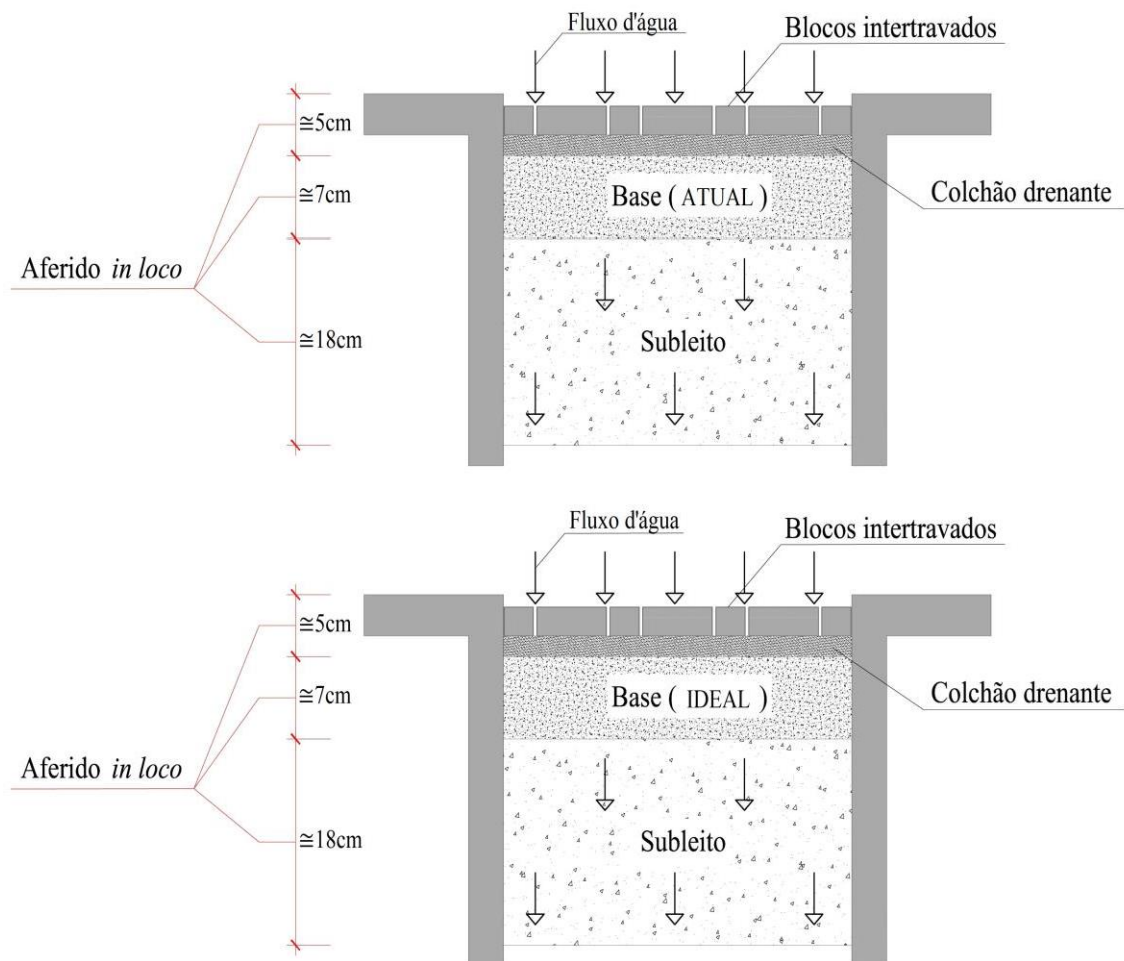 Fluxo d'água
Blocos intertravados
≅5cm
≅7cm
Base ( ATUAL )
Colchão drenante
Aferido in loco
≅18cm
Subleito
Fluxo d'água
Blocos intertravados
≅5cm
≅7cm
Base ( IDEAL )
Colchão drenante
Aferido in loco
≅18cm
Subleito